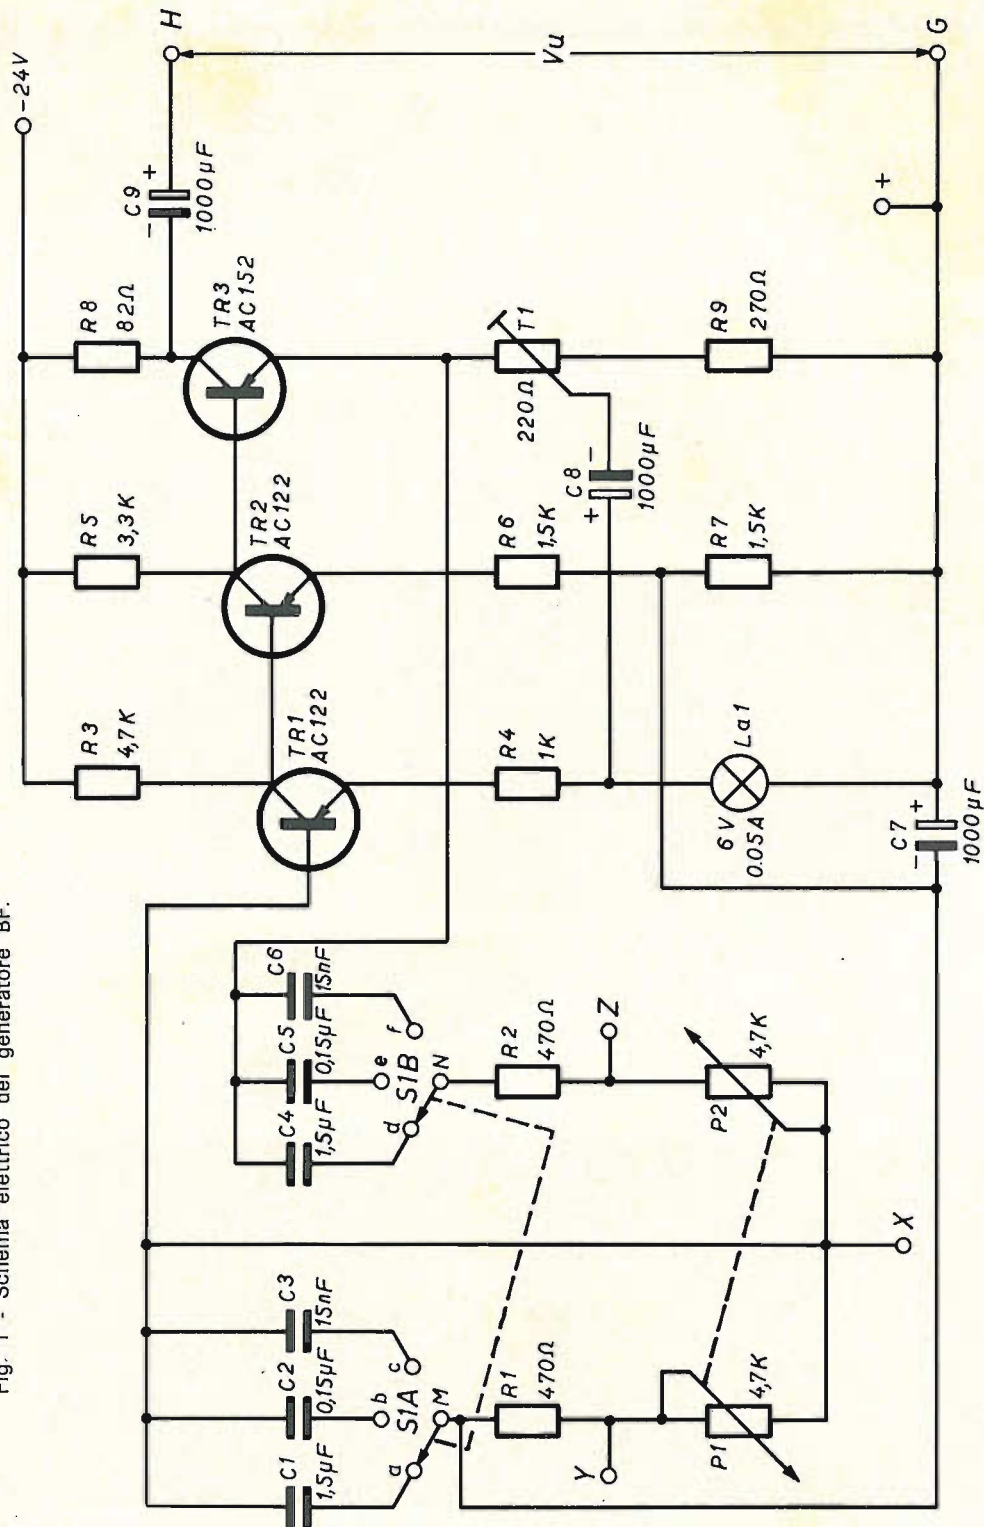 Fig. 1 - Schema elettrico del generatore BF.
C1
1,5µF
C2
0,15µF
C3
15nF
a
b
c
S1A
M
R1
470Ω
Y
P1
4,7K
X
C4
1,5µF
C5
0,15µF
C6
15nF
d
e
f
S1B
N
R2
470Ω
Z
P2
4,7K
R3
4,7K
TR1
AC122
R4
1K
6V
0.05A
La1
- C7 +
1000µF
R5
3,3K
TR2
AC122
R6
1,5K
R7
1,5K
+ C8 -
1000µF
R8
82Ω
TR3
AC152
220Ω
T1
R9
270Ω
- C9 +
1000µF
-24V
H
Vu
+
G